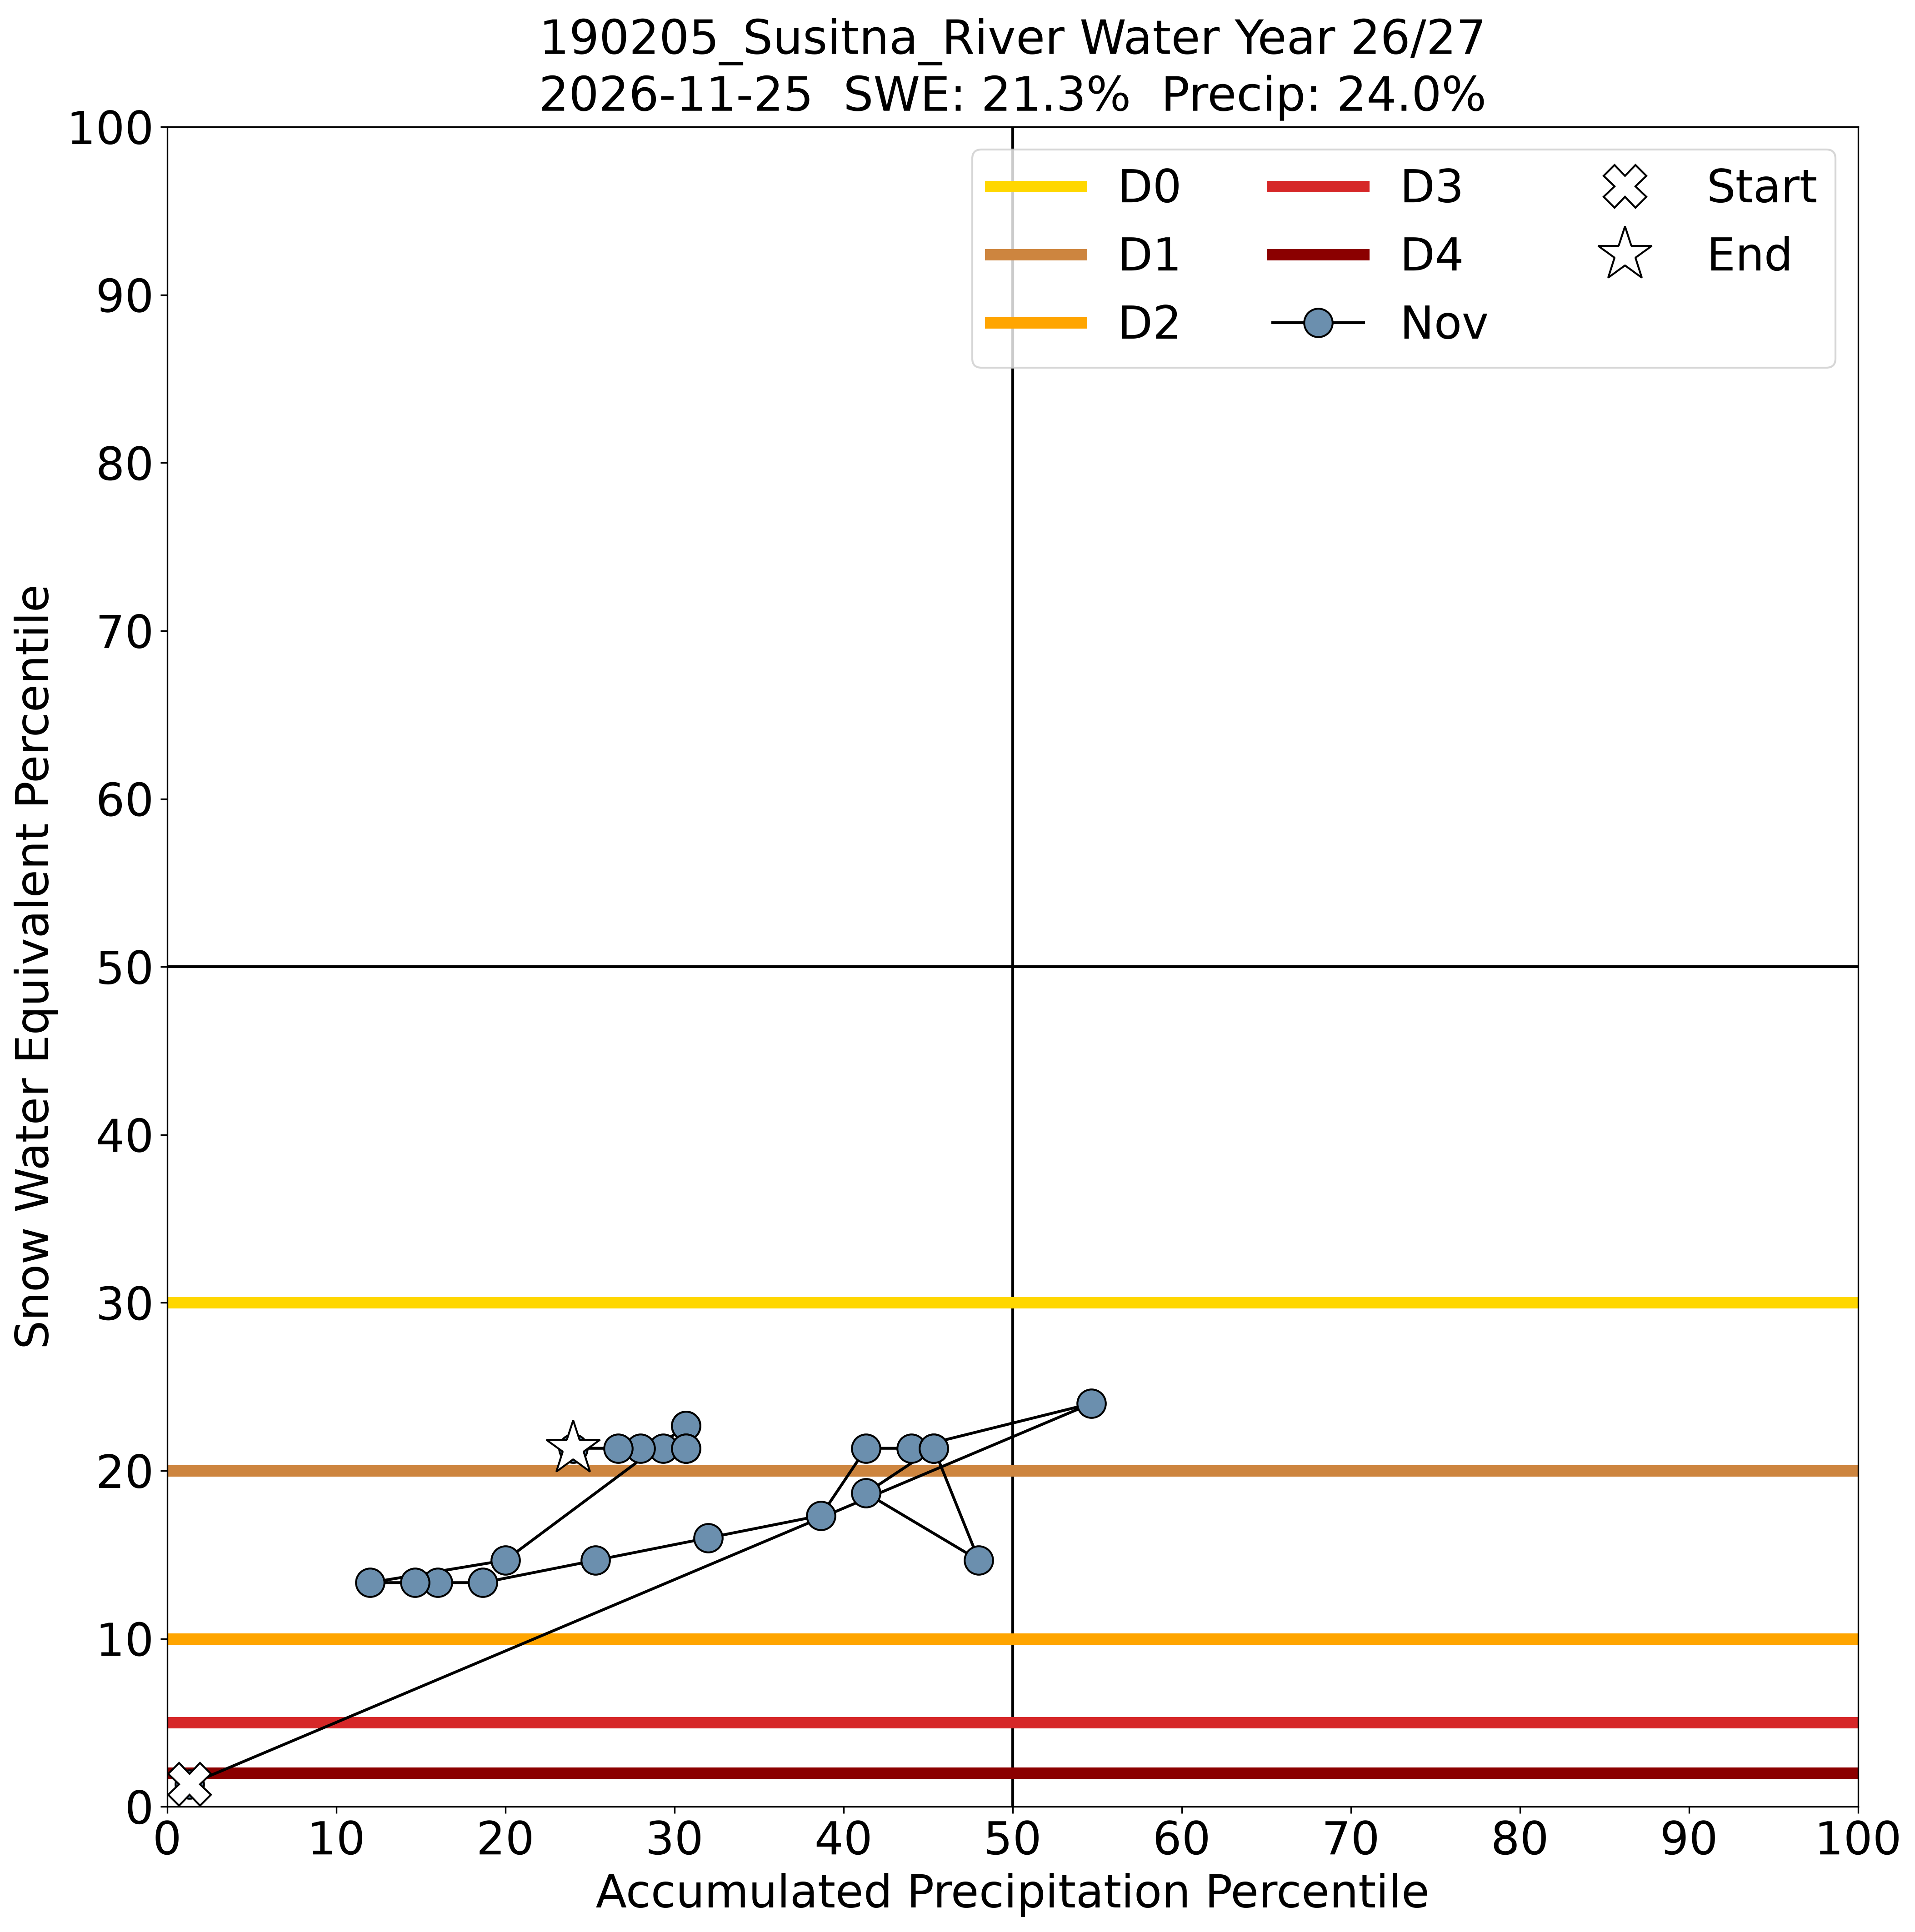 190205_Susitna_River Water Year 26/27
2026-11-25  SWE: 21.3%  Precip: 24.0%
D0
D1
D2
D3
D4
Nov
Start
End
Snow Water Equivalent Percentile
100
90
80
70
60
50
40
30
20
10
0
0 10 20 30 40 50 60 70 80 90 100
Accumulated Precipitation Percentile